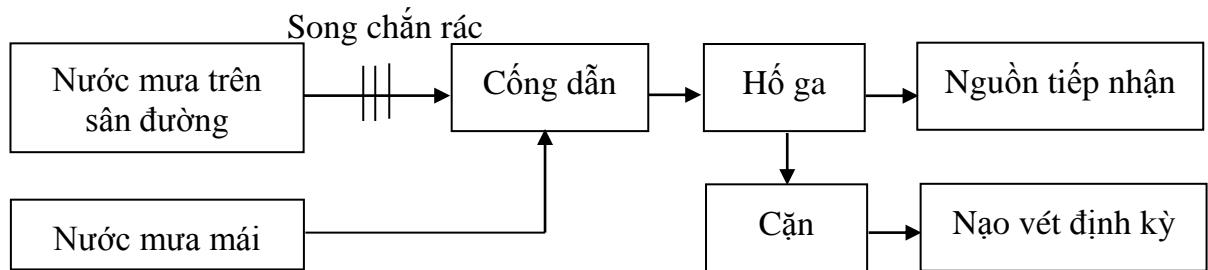 Song chắn rác
Nước mưa trên
sân đường
Cống dẫn
Hố ga
Nguồn tiếp nhận
Nước mưa mái
Cặn
Nạo vét định kỳ